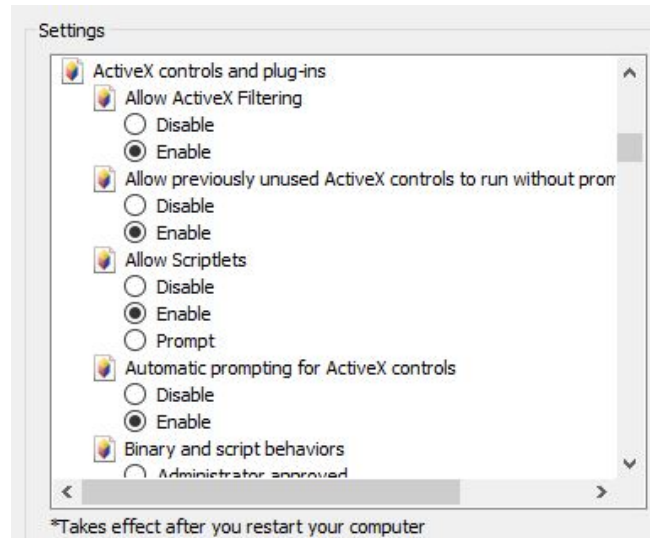 Settings
ActiveX controls and plug-ins
Allow ActiveX Filtering
Disable
Enable
Allow previously unused ActiveX controls to run without prom
Disable
Enable
Allow Scriptlets
Disable
Enable
Prompt
Automatic prompting for ActiveX controls
Disable
Enable
Binary and script behaviors
Administrator approved
*Takes effect after you restart your computer